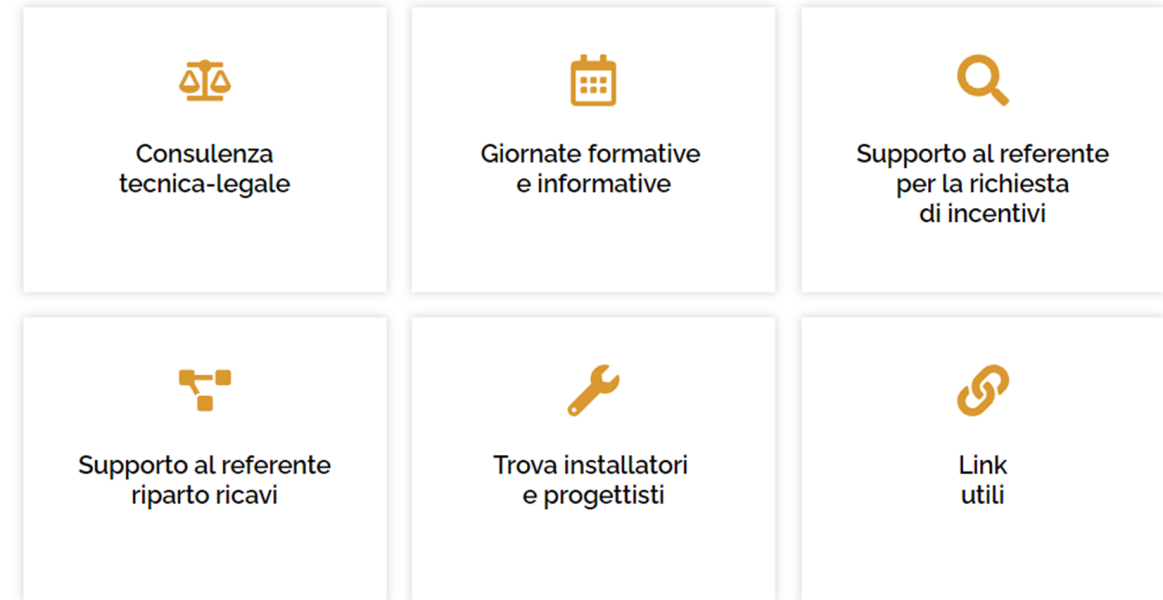 Consulenza
tecnica-legale
Giornate formative
e informative
Supporto al referente
per la richiesta
di incentivi
Supporto al referente
riparto ricavi
Trova installatori
e progettisti
Link
utili